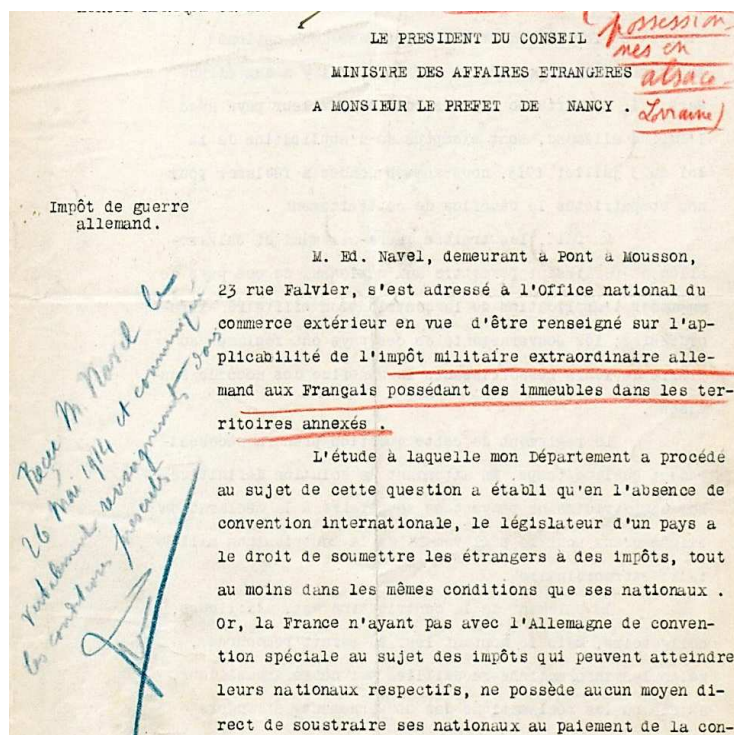 LE PRESIDENT DU CONSEIL
MINISTRE DES AFFAIRES ETRANGERES
A MONSIEUR LE PREFET DE NANCY .
possession-
nés en
alsace-
Lorraine)
Impôt de guerre
allemand.
M. Ed. Navel, demeurant à Pont à Mousson,
23 rue Falvier, s'est adressé à l'Office national du
commerce extérieur en vue d'être renseigné sur l'ap-
plicabilité de l'impôt militaire extraordinaire alle-
mand aux Français possédant des immeubles dans les ter-
ritoires annexés .
L'étude à laquelle mon Département a procédé
au sujet de cette question a établi qu'en l'absence de
convention internationale, le législateur d'un pays a
le droit de soumettre les étrangers à des impôts, tout
au moins dans les mêmes conditions que ses nationaux .
Or, la France n'ayant pas avec l'Allemagne de conven-
tion spéciale au sujet des impôts qui peuvent atteindre
leurs nationaux respectifs, ne possède aucun moyen di-
rect de soustraire ses nationaux au paiement de la con-
Reçu M. Navel le
26 Mai 1914 et communiqué
verbalement renseignements dans
les conditions prescrites